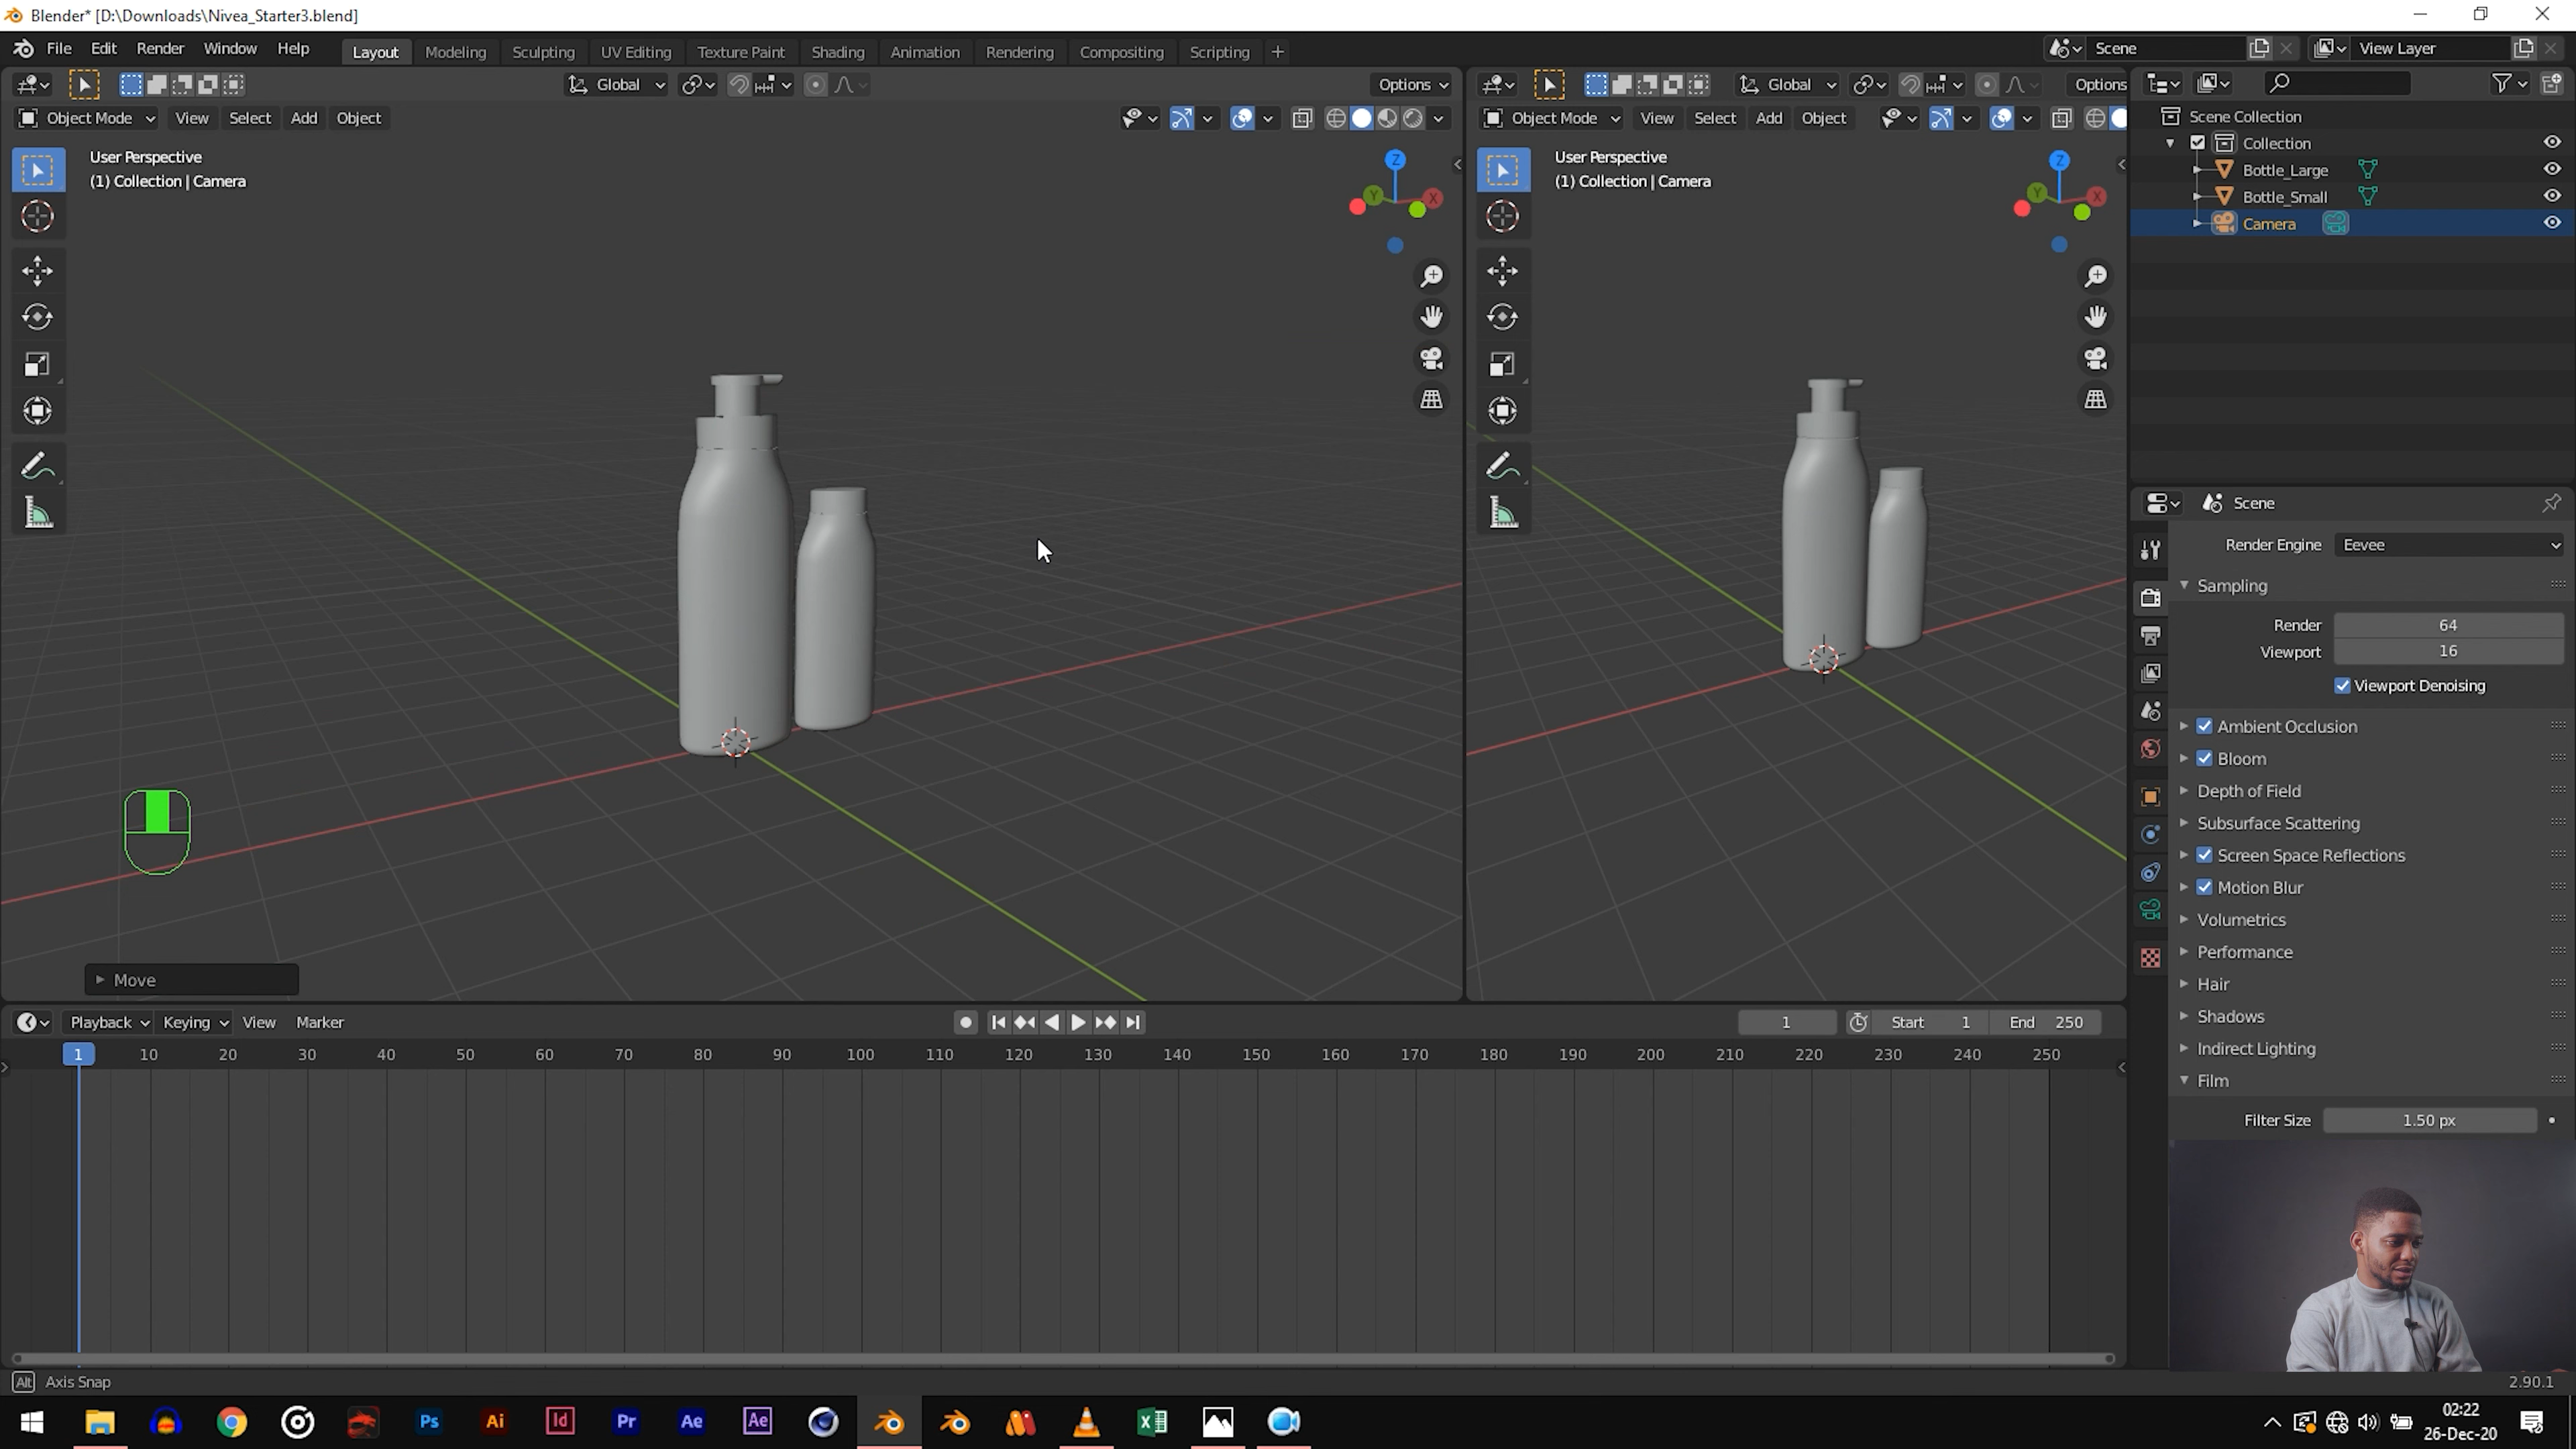 Blender* [D:\Downloads\Nivea_Starter3.blend]
File Edit Render Window Help
Layout Modeling Sculpting UV Editing Texture Paint Shading Animation Rendering Compositing Scripting +
Scene
View Layer
Global
Options
Object Mode View Select Add Object
User Perspective
(1) Collection | Camera
Z
Y
X
Move
Global
Options
Object Mode View Select Add Object
User Perspective
(1) Collection | Camera
Z
Y
X
Scene Collection
Collection
Bottle_Large
Bottle_Small
Camera
Scene
Render Engine Eevee
Sampling
Render 64
Viewport 16
Viewport Denoising
Ambient Occlusion
Bloom
Depth of Field
Subsurface Scattering
Screen Space Reflections
Motion Blur
Volumetrics
Performance
Hair
Shadows
Indirect Lighting
Film
Filter Size 1.50 px
Playback Keying View Marker
1
Start 1
End 250
1 10 20 30 40 50 60 70 80 90 100 110 120 130 140 150 160 170 180 190 200 210 220 230 240 250
Alt Axis Snap
2.90.1
Ps
Ai
Id
Pr
Ae
Ae
02:22
26-Dec-20